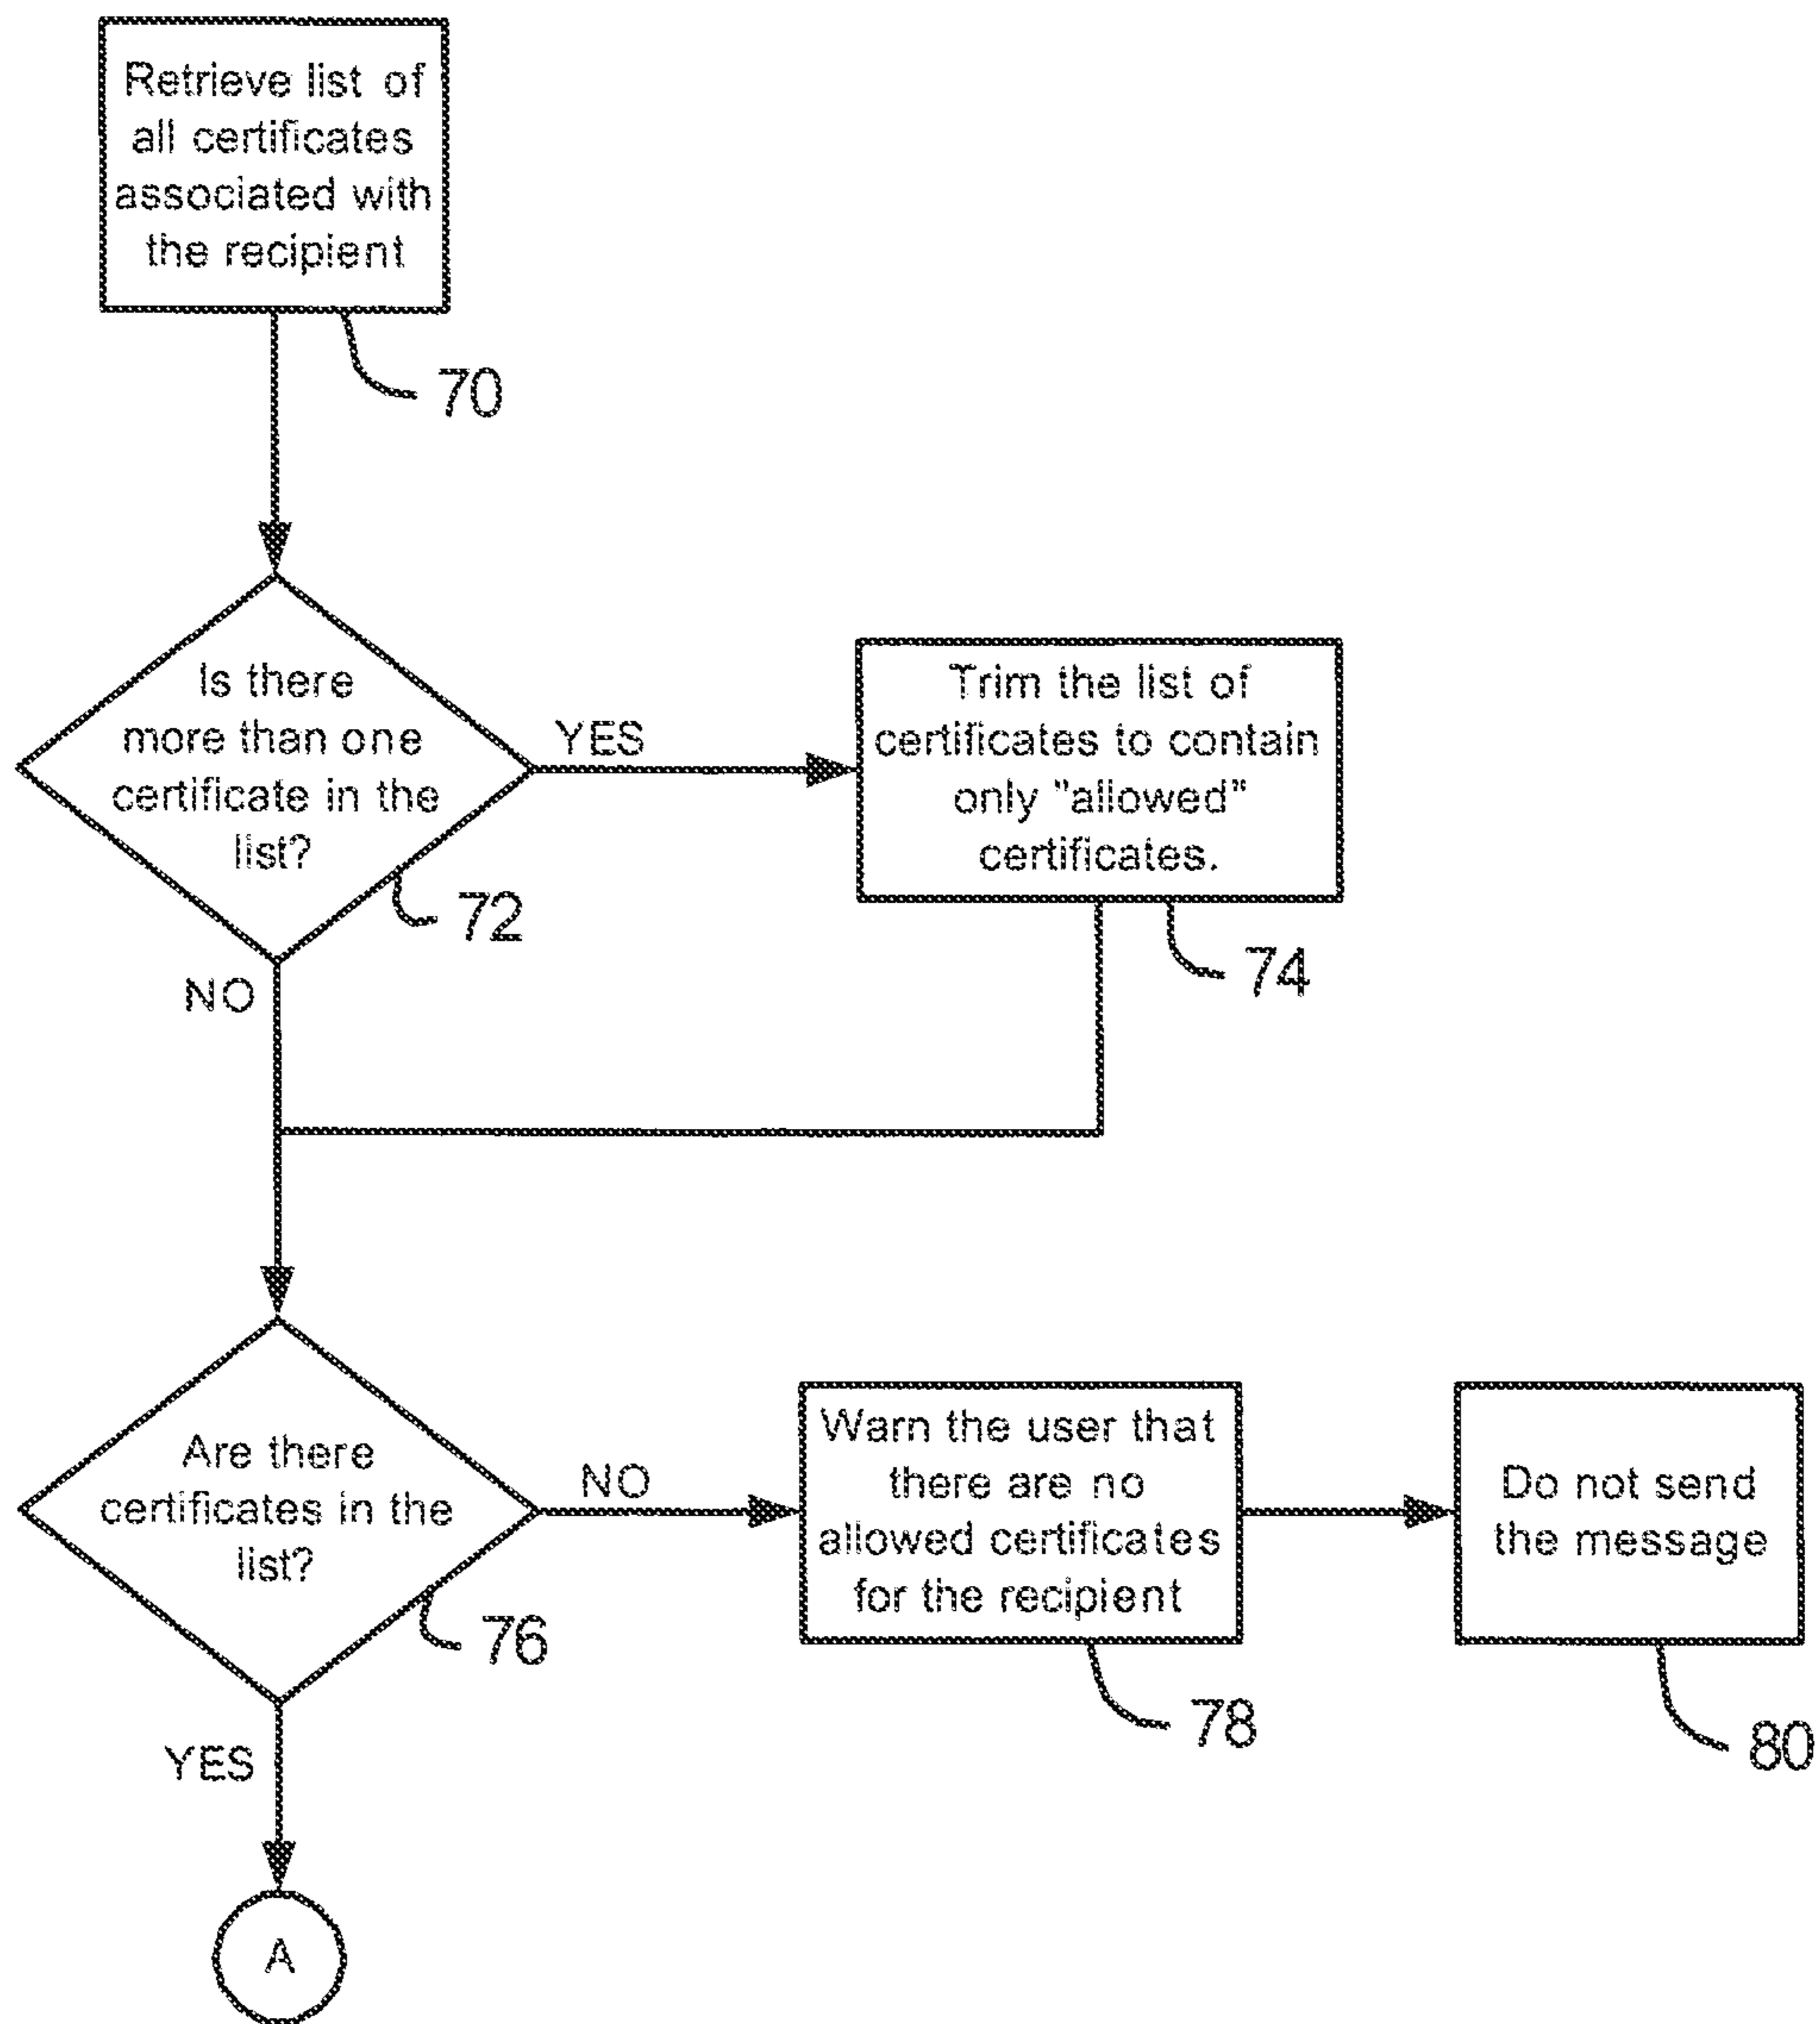 Retrieve list of
all certificates
associated with
the recipient
70
Is there
more than one
certificate in the
list?
72
YES
Trim the list of
certificates to contain
only "allowed"
certificates.
74
NO
Are there
certificates in the
list?
76
NO
Warn the user that
there are no
allowed certificates
for the recipient
78
Do not send
the message
80
YES
A